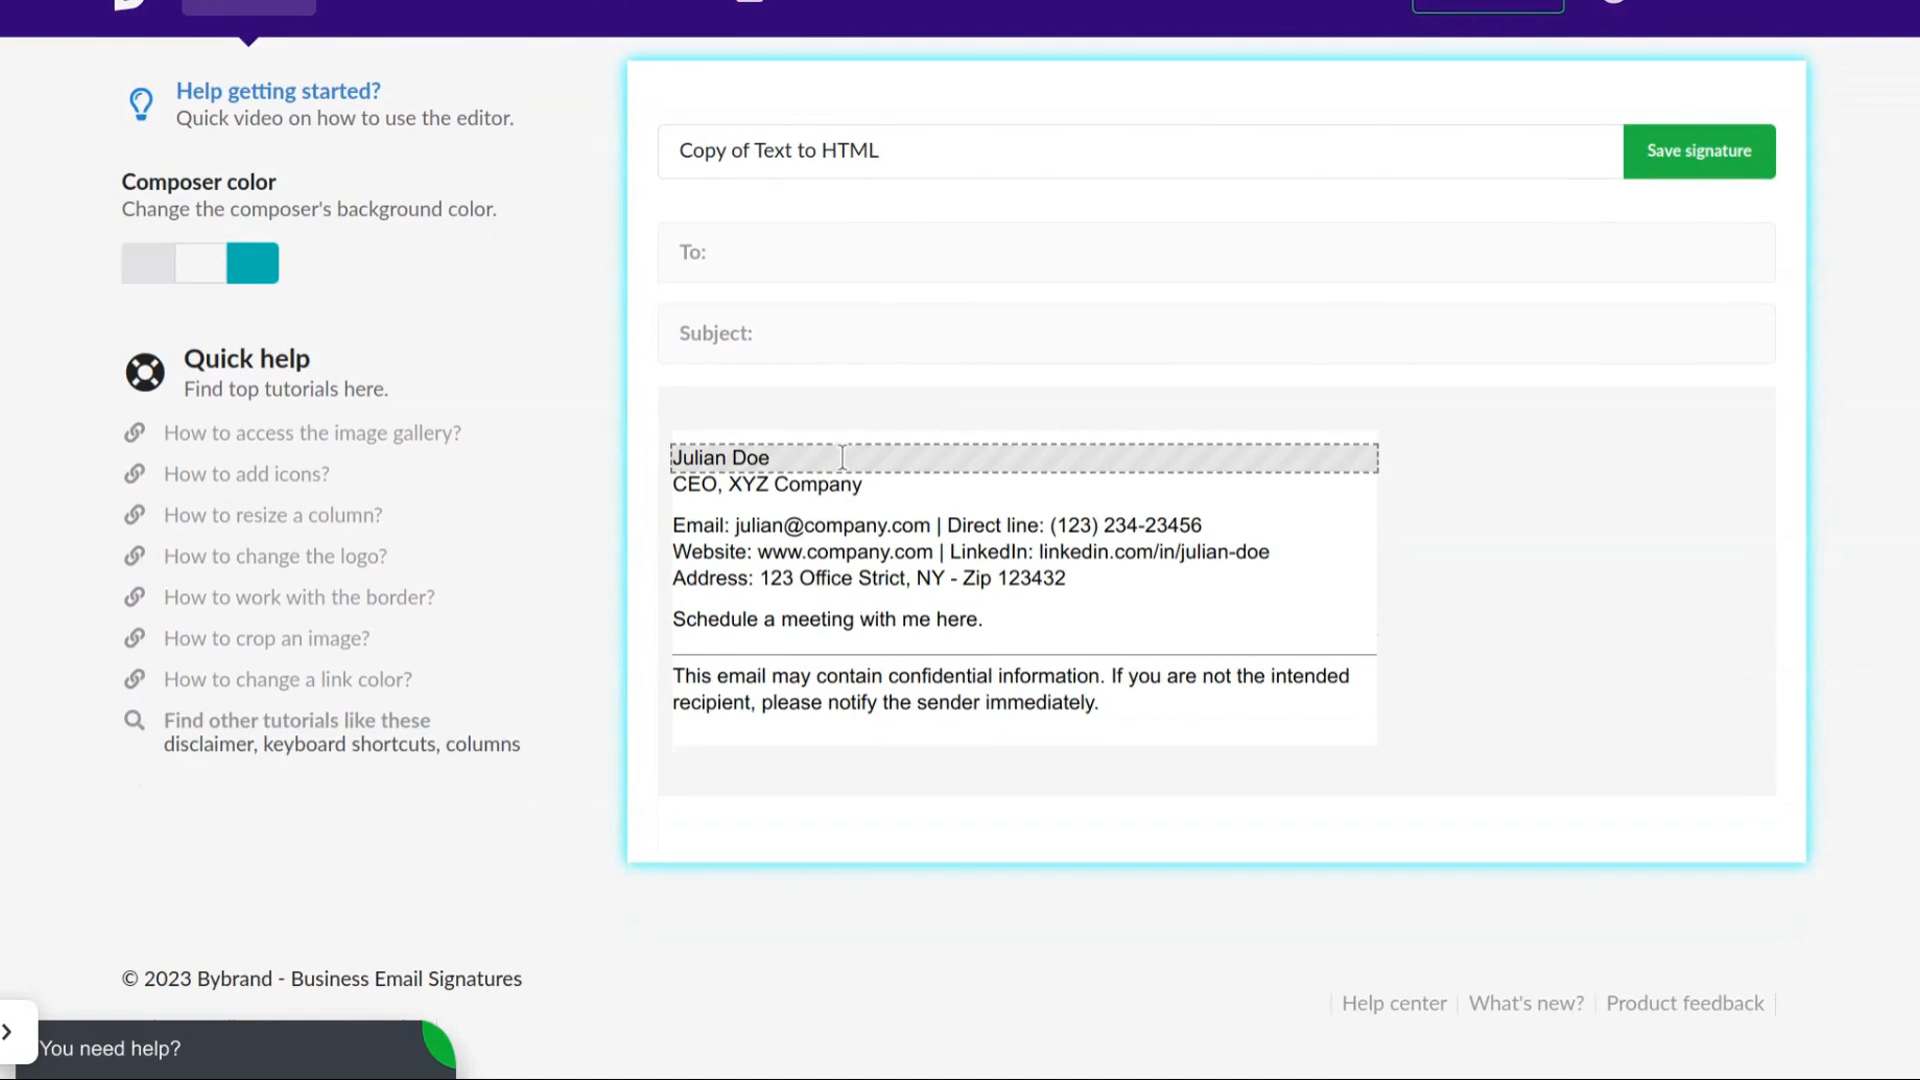 Help getting started?
Quick video on how to use the editor.
Composer color
Change the composer's background color.
Quick help
Find top tutorials here.
How to access the image gallery?
How to add icons?
How to resize a column?
How to change the logo?
How to work with the border?
How to crop an image?
How to change a link color?
Find other tutorials like these
disclaimer, keyboard shortcuts, columns
Copy of Text to HTML
Save signature
To:
Subject:
Julian Doe
CEO, XYZ Company
Email: julian@company.com | Direct line: (123) 234-23456
Website: www.company.com | LinkedIn: linkedin.com/in/julian-doe
Address: 123 Office Strict, NY - Zip 123432
Schedule a meeting with me here.
This email may contain confidential information. If you are not the intended
recipient, please notify the sender immediately.
© 2023 Bybrand - Business Email Signatures
Help center
What's new?
Product feedback
You need help?